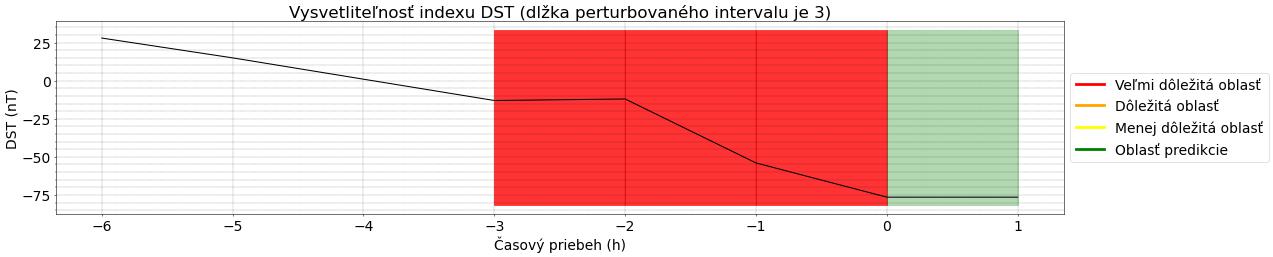 Vysvetliteľnosť indexu DST (dĺžka perturbovaného intervalu je 3)
25
0
−25
−50
−75
DST (nT)
−6 −5 −4 −3 −2 −1 0 1
Časový priebeh (h)
Veľmi dôležitá oblasť
Dôležitá oblasť
Menej dôležitá oblasť
Oblasť predikcie